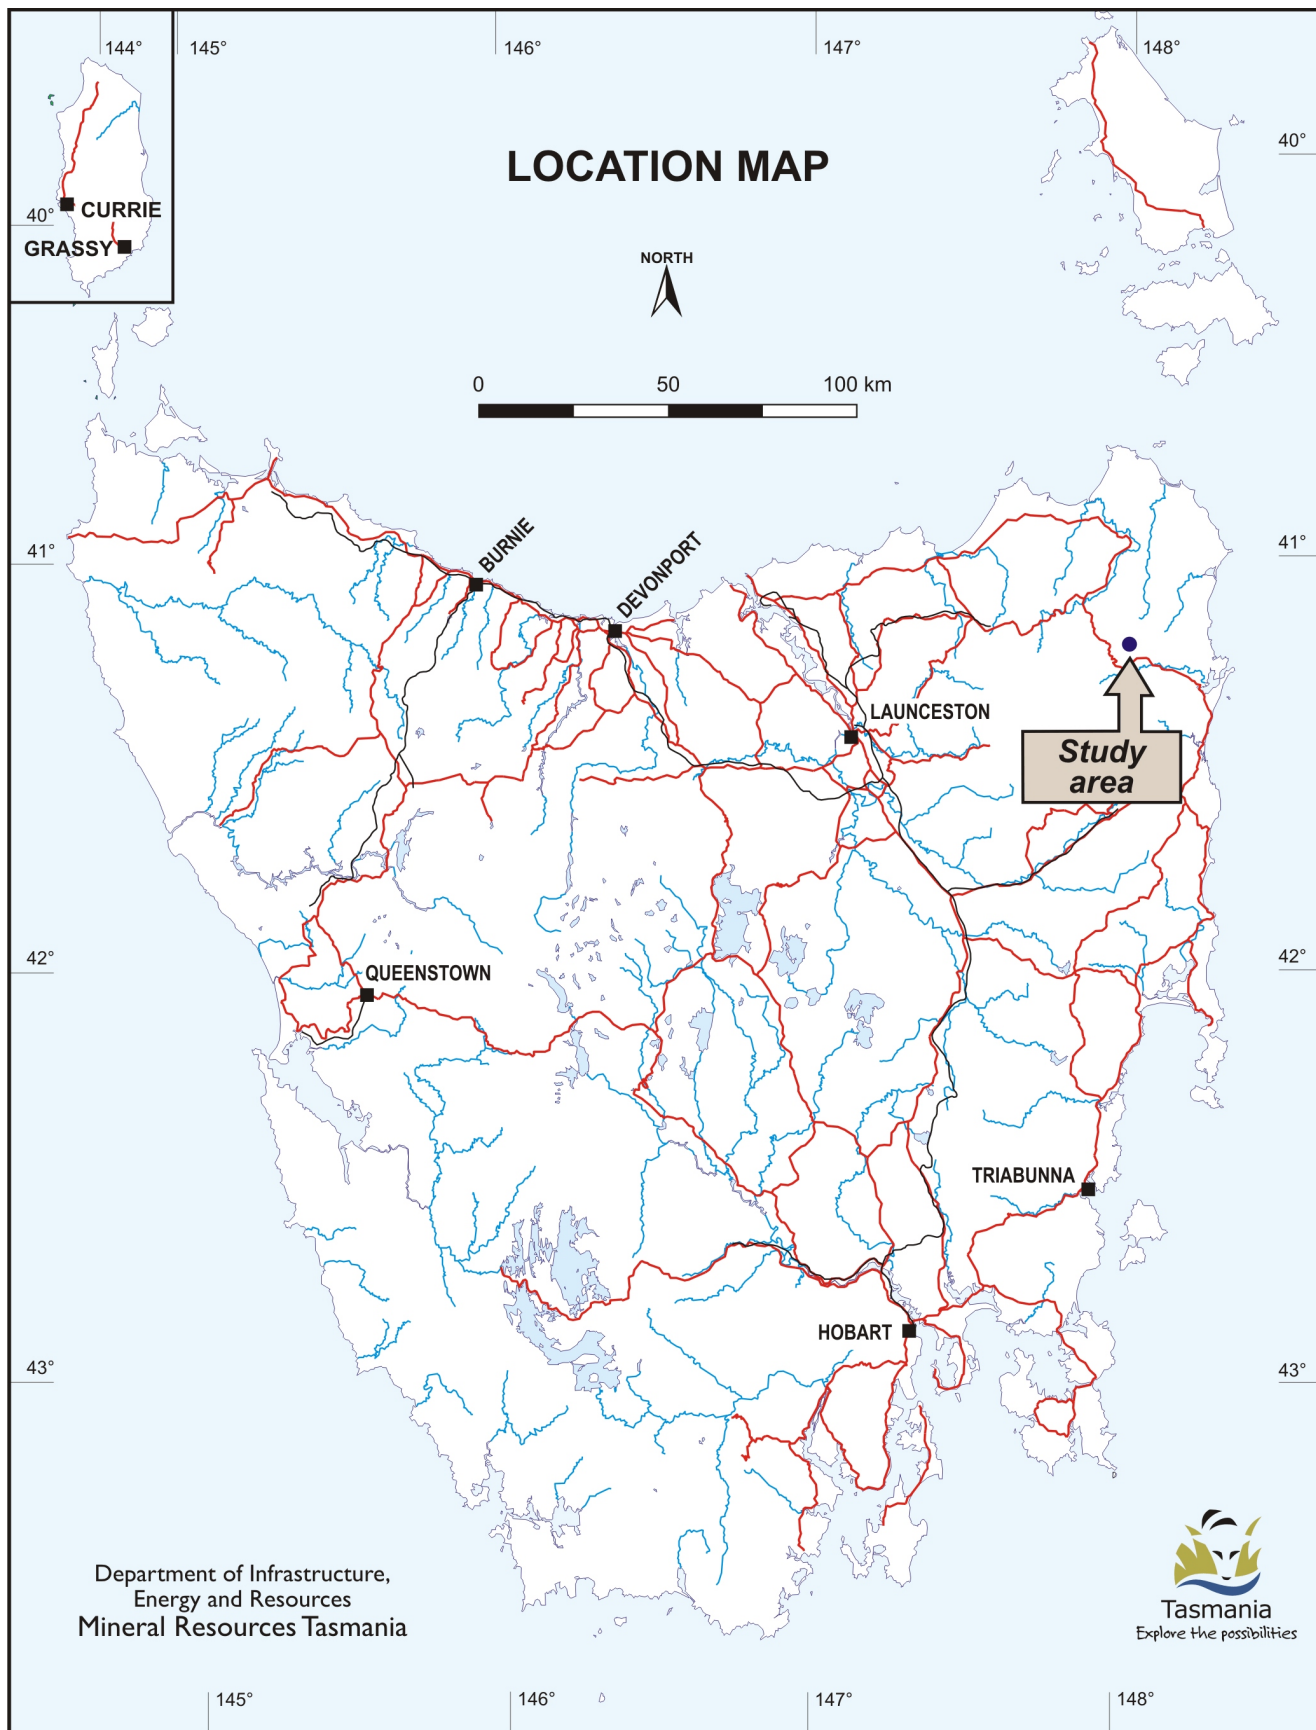 144°
145°
146°
147°
148°
40°
LOCATION MAP
CURRIE
40°
GRASSY
NORTH
0 50 100 km
BURNIE
DEVONPORT
41°
41°
LAUNCESTON
Study
area
42°
42°
QUEENSTOWN
TRIABUNNA
HOBART
43°
43°
Department of Infrastructure,
Energy and Resources
Mineral Resources Tasmania
Tasmania
Explore the possibilities
145°
146°
147°
148°